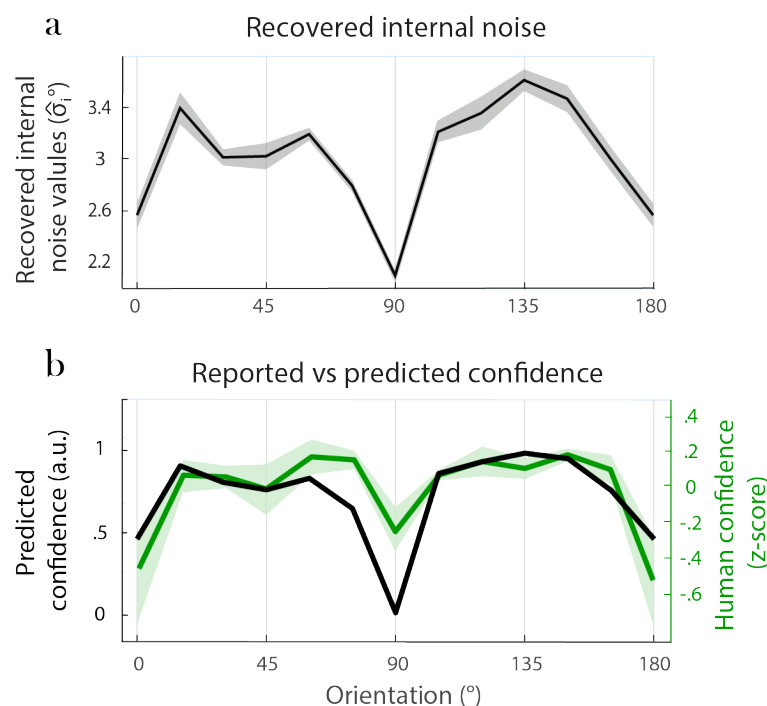 a
Recovered internal noise
Recovered internal
noise valules (σ̂ᵢ°)
3.4
3
2.6
2.2
0 45 90 135 180
b
Reported vs predicted confidence
Predicted
confidence (a.u.)
1
.5
0
.4
.2
0
-.2
-.4
-.6
Human confidence
(z-score)
0 45 90 135 180
Orientation (°)